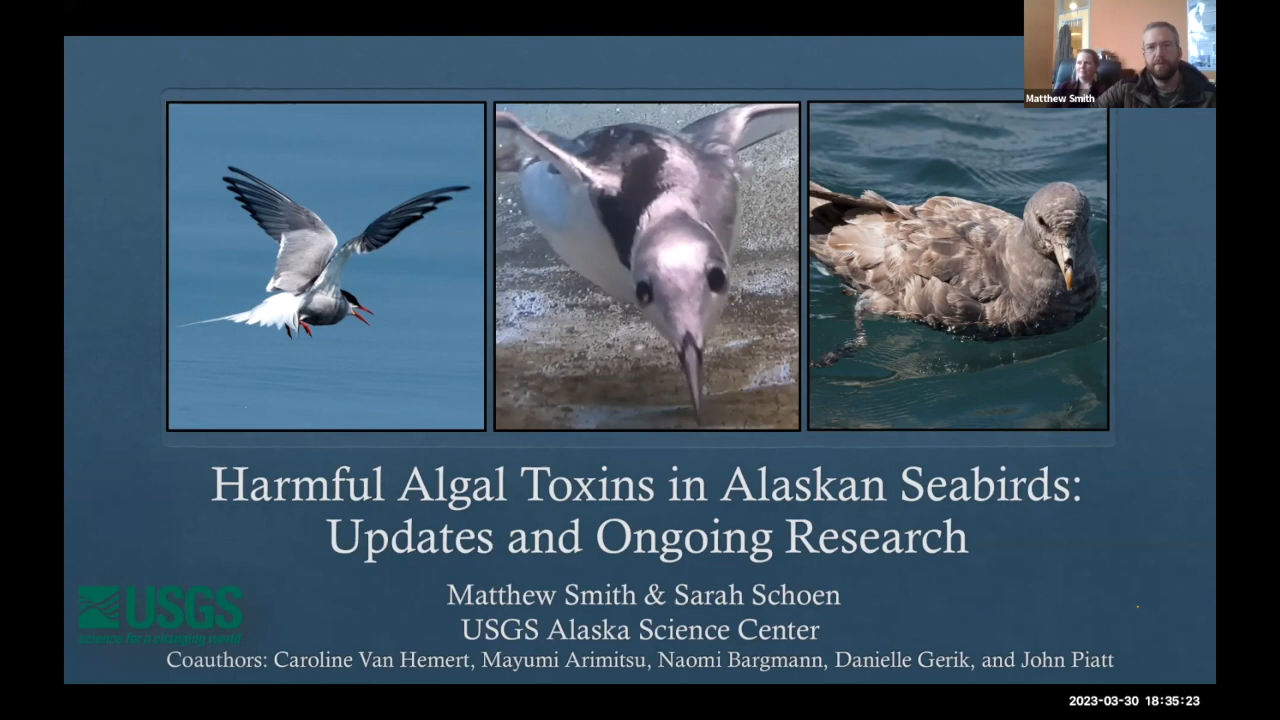 Matthew Smith
Harmful Algal Toxins in Alaskan Seabirds:
Updates and Ongoing Research
Matthew Smith & Sarah Schoen
USGS
USGS Alaska Science Center
science for a changing world
Coauthors: Caroline Van Hemert, Mayumi Arimitsu, Naomi Bargmann, Danielle Gerik, and John Piatt
2023-03-30 18:35:23